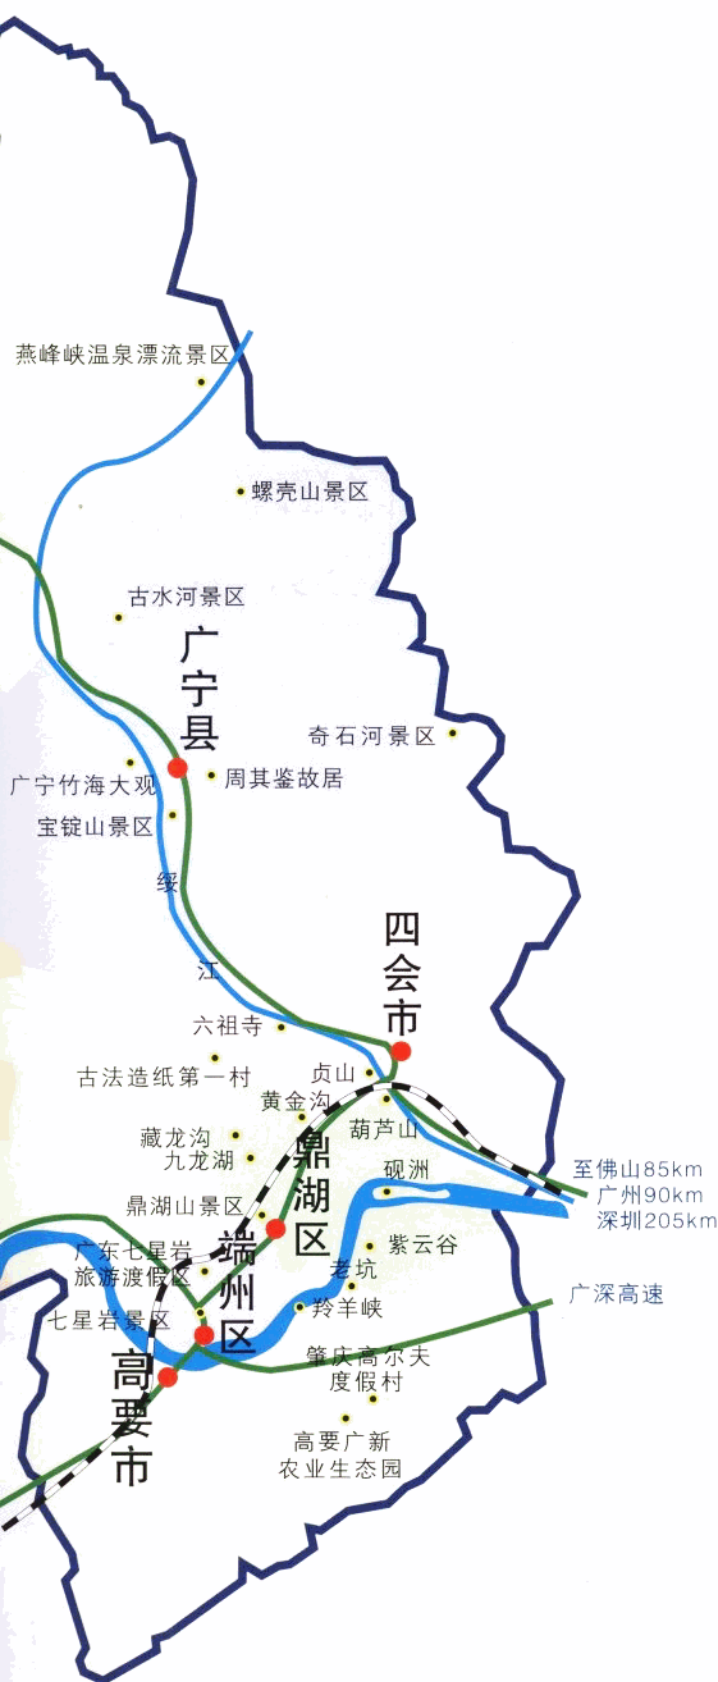 燕峰峡温泉漂流景区
螺壳山景区
古水河景区
广宁县
奇石河景区
周其鉴故居
广宁竹海大观
宝锭山景区
绥江
四会市
六祖寺
古法造纸第一村
贞山
黄金沟
葫芦山
藏龙沟
九龙湖
鼎湖区
砚洲
至佛山85km
广州90km
深圳205km
鼎湖山景区
端州区
紫云谷
广东七星岩
旅游渡假区
老坑
羚羊峡
广深高速
七星岩景区
高要市
肇庆高尔夫
度假村
高要广新
农业生态园